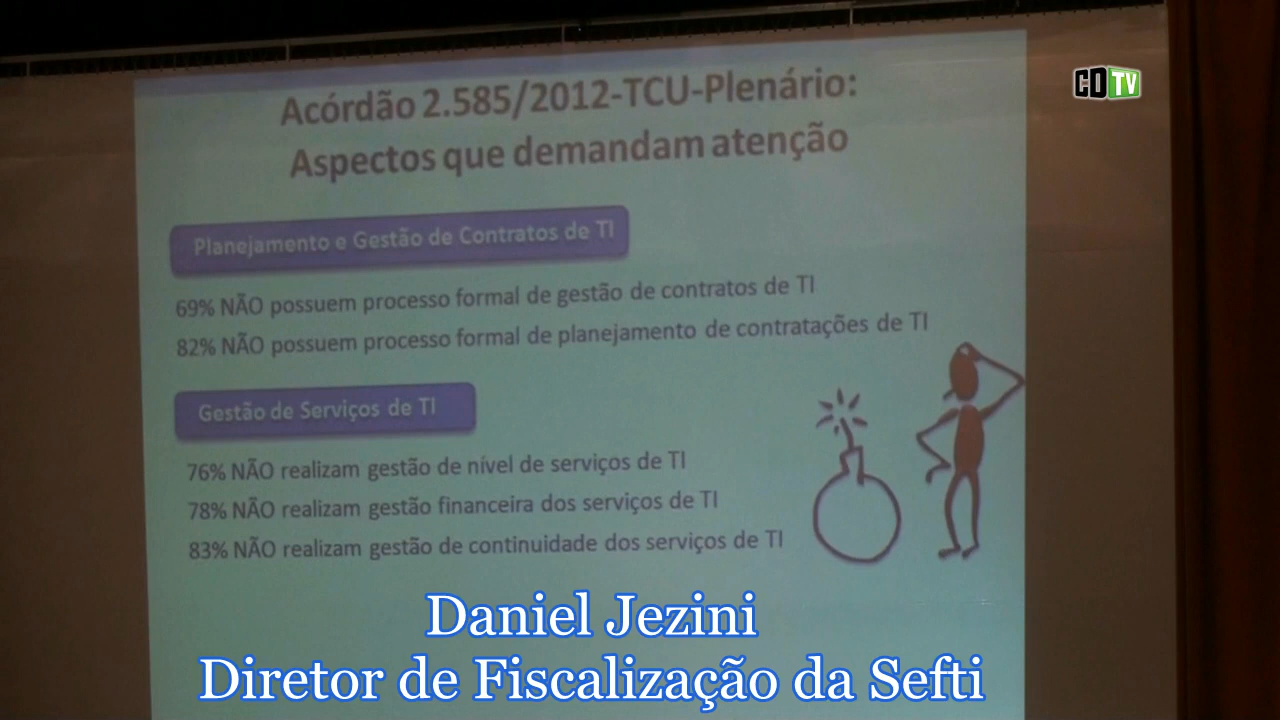 CDTV
Acórdão 2.585/2012-TCU-Plenário:
Aspectos que demandam atenção
Planejamento e Gestão de Contratos de TI
69% NÃO possuem processo formal de gestão de contratos de TI
82% NÃO possuem processo formal de planejamento de contratações de TI
Gestão de Serviços de TI
76% NÃO realizam gestão de nível de serviços de TI
78% NÃO realizam gestão financeira dos serviços de TI
83% NÃO realizam gestão de continuidade dos serviços de TI
Daniel Jezini
Diretor de Fiscalização da Sefti